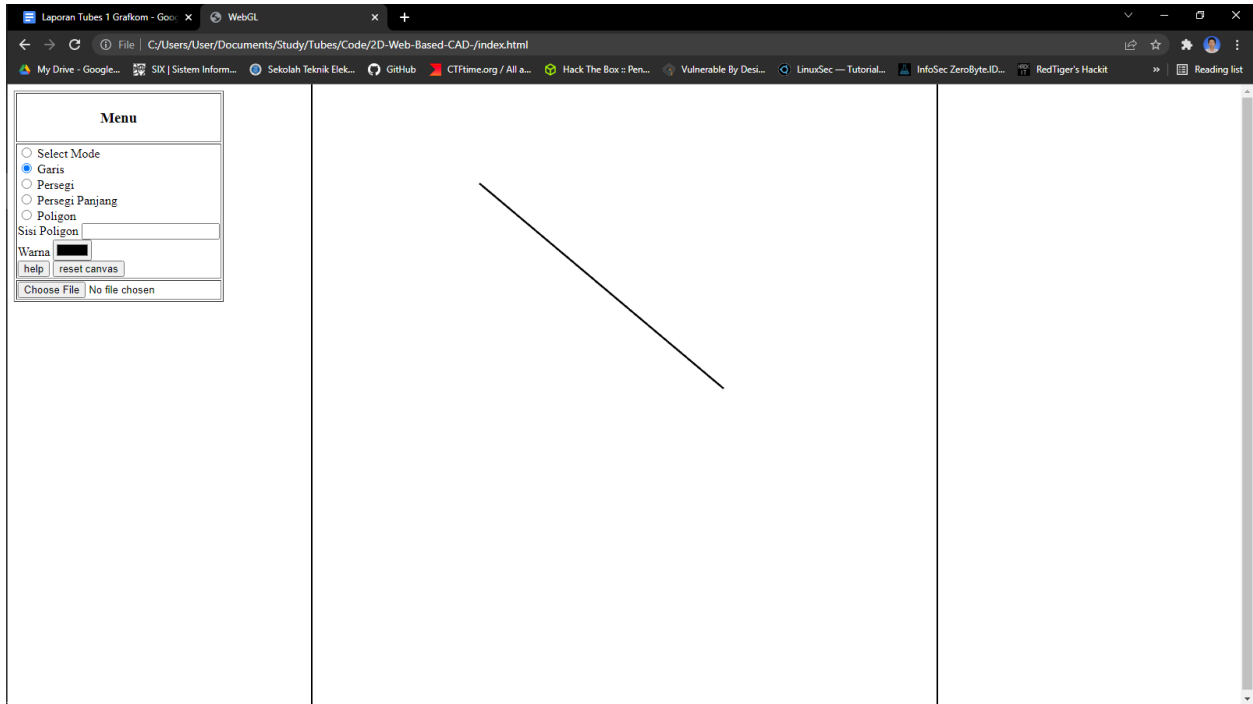 Laporan Tubes 1 Grafkom - Goog WebGL
File C:/Users/User/Documents/Study/Tubes/Code/2D-Web-Based-CAD-/index.html
My Drive - Google... SIX | Sistem Inform... Sekolah Teknik Elek... GitHub CTFtime.org / All a... Hack The Box :: Pen... Vulnerable By Desi... LinuxSec — Tutorial... InfoSec ZeroByte.ID... RedTiger's Hackit » Reading list
Menu
Select Mode
Garis
Persegi
Persegi Panjang
Poligon
Sisi Poligon
Warna
help reset canvas
Choose File No file chosen